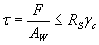 τ = F / A_W ≤ R_S γ_c